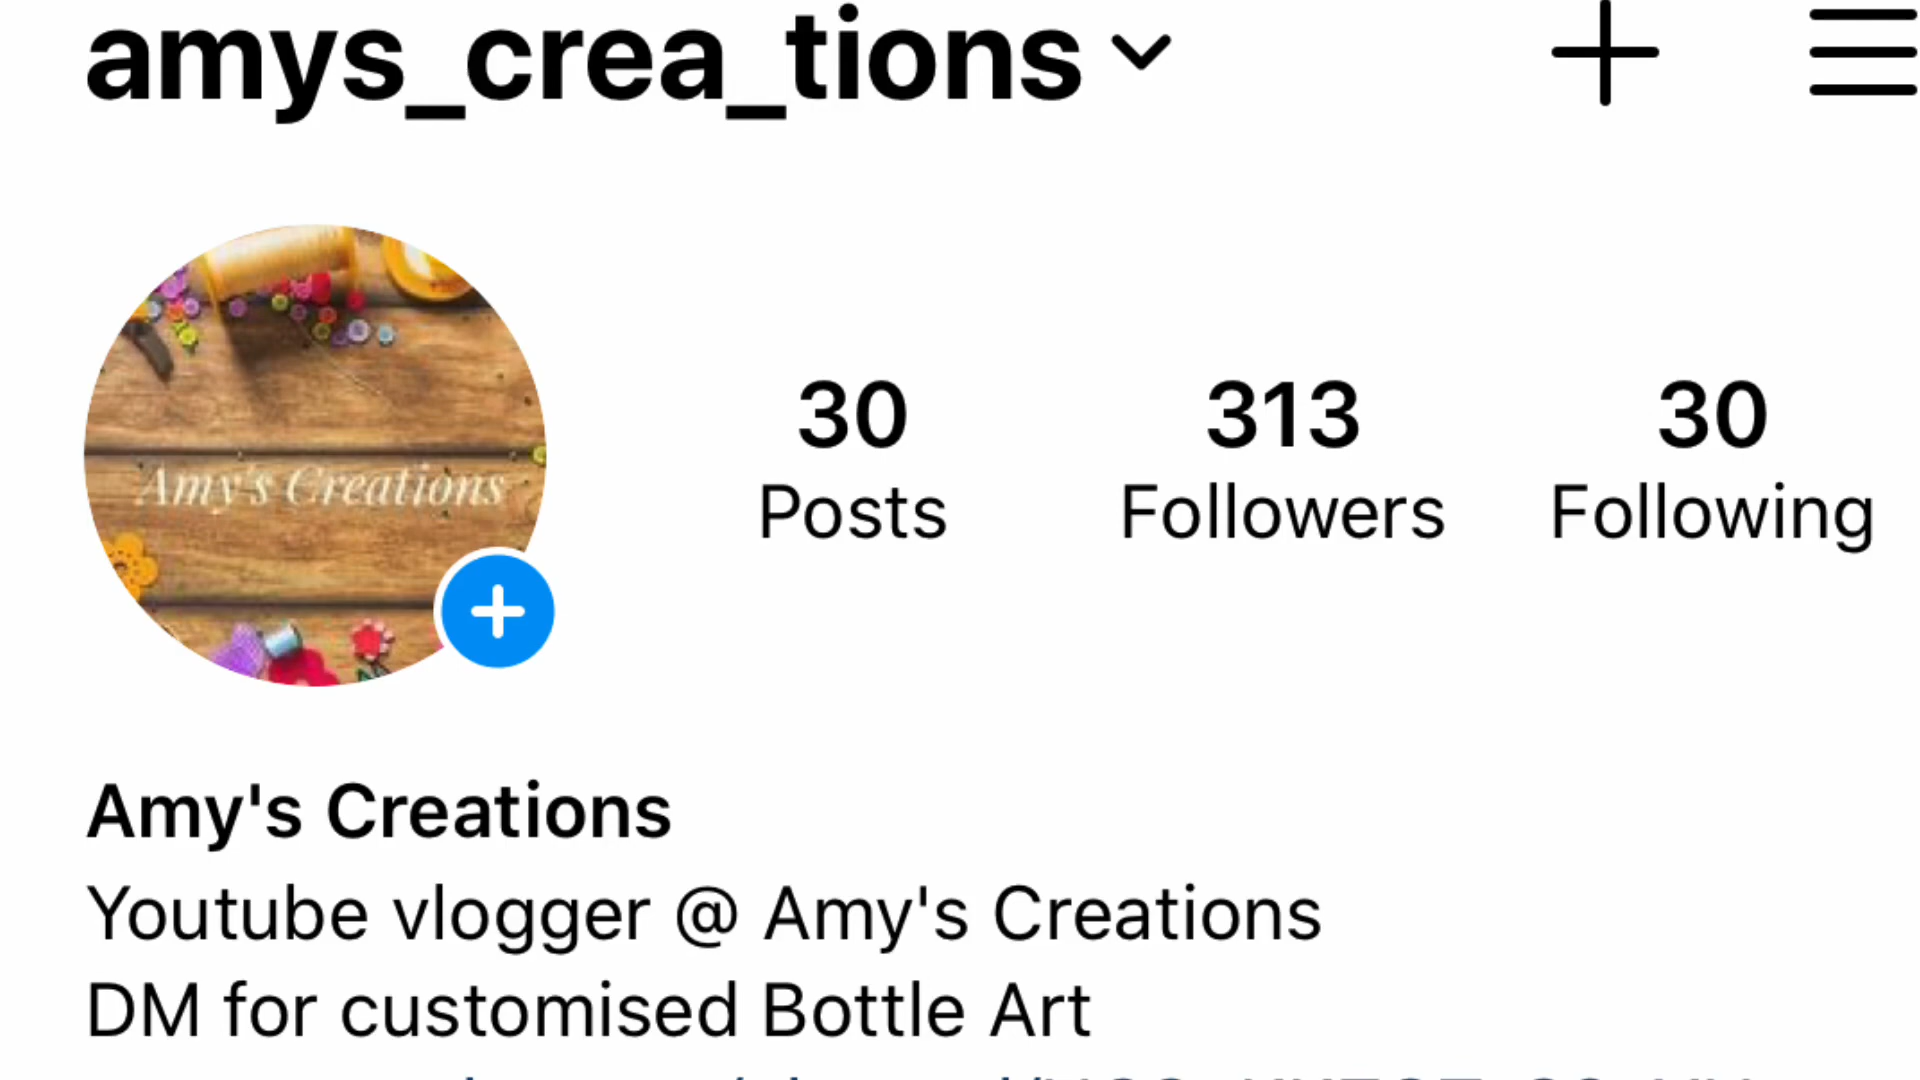 amys_crea_tions
Amy's Creations
30
Posts
313
Followers
30
Following
Amy's Creations
Youtube vlogger @ Amy's Creations
DM for customised Bottle Art